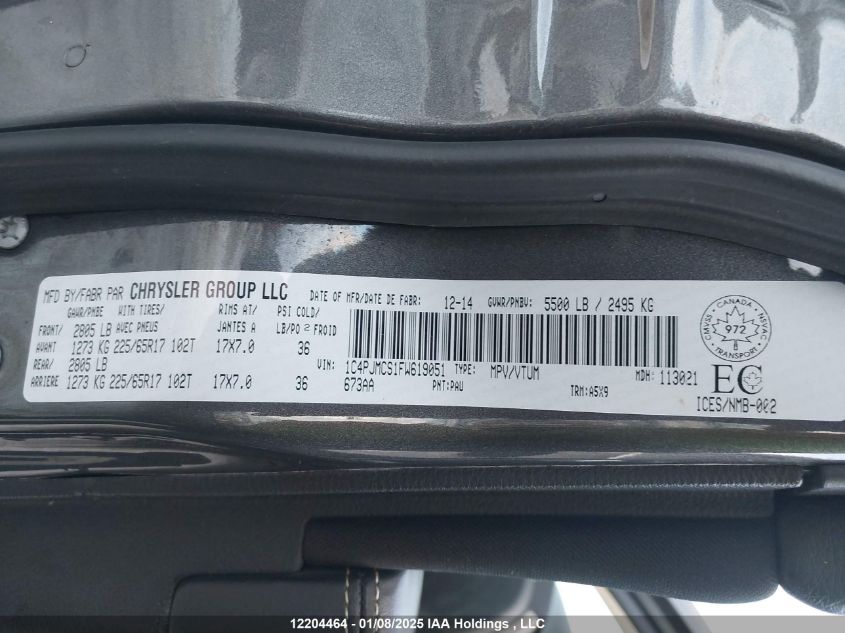 MFD BY/FABR PAR CHRYSLER GROUP LLC DATE OF MFR/DATE DE FABR: 12-14 GVWR/PNBV: 5500 LB / 2495 KG
GAWR/PNBE WITH TIRES/ RIMS AT/ PSI COLD/
FRONT/ 2805 LB AVEC PNEUS JANTES A LB/PO2 FROID
AVANT 1273 KG 225/65R17 102T 17X7.0 36
REAR/ 2805 LB VIN: 1C4PJMCS1FW619051 TYPE: MPV/VTUM MDH: 113021
ARRIERE 1273 KG 225/65R17 102T 17X7.0 36 673AA PNT:PAU TRM:A5X9
CMVSS CANADA NSVAC
972
TRANSPORT
EC
ICES/NMB-002
12204464 - 01/08/2025 IAA Holdings , LLC